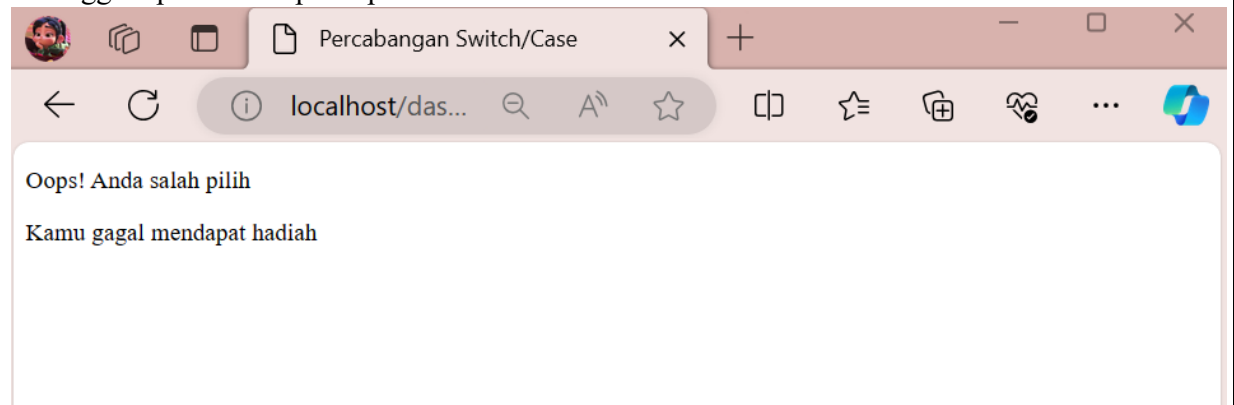 Percabangan Switch/Case
localhost/das...
Oops! Anda salah pilih
Kamu gagal mendapat hadiah